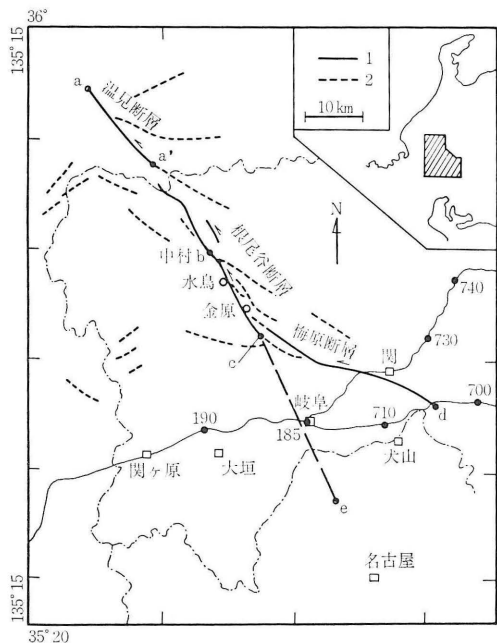 36°
135° 15
1
2
10 km
a
温見断層
a'
N
中村 b
根尾谷断層
水鳥
740
金原
梅原断層
730
c
関
190
岐阜
700
185
710
d
関ヶ原
大垣
犬山
e
名古屋
135° 15
35° 20